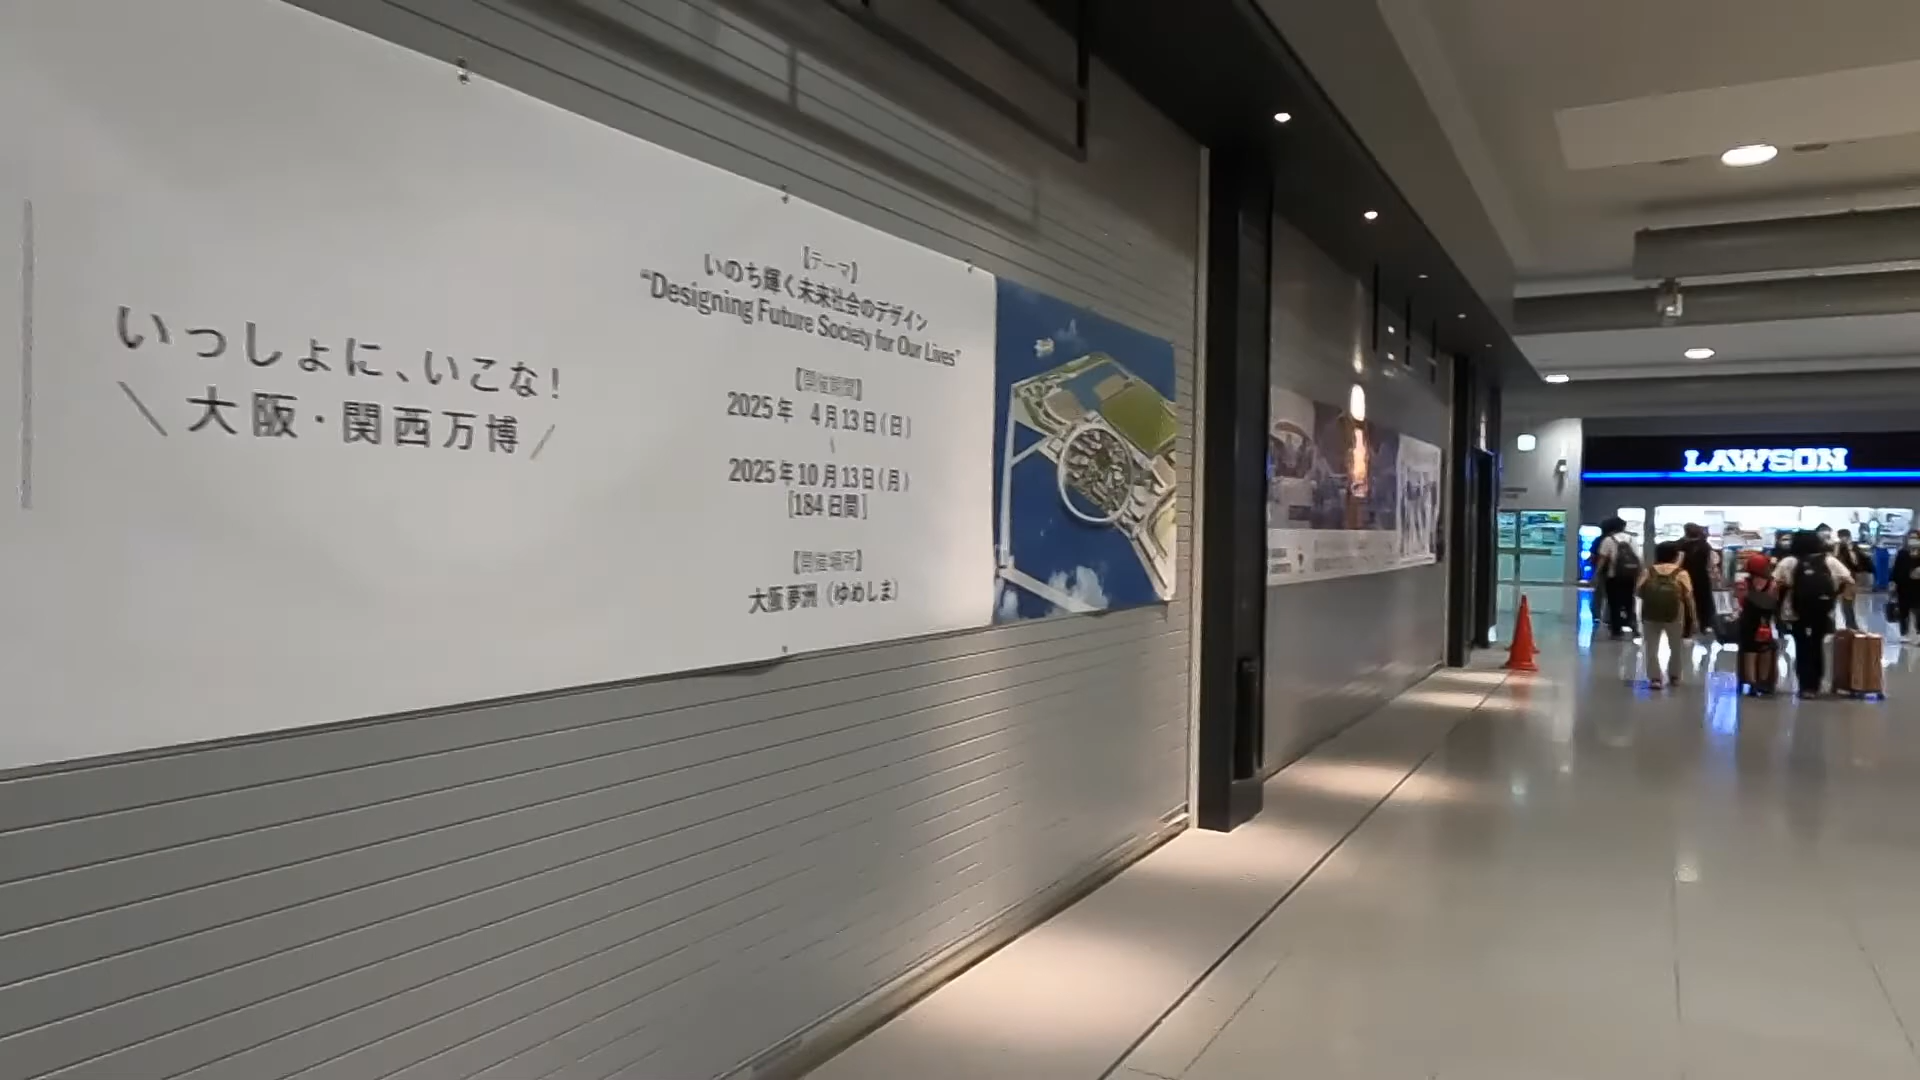 いっしょに、いこな!
\ 大阪・関西万博 /
【テーマ】
いのち輝く未来社会のデザイン
“Designing Future Society for Our Lives”
【開催期間】
2025年 4月13日(日)
~
2025年10月13日(月)
[184日間]
【開催場所】
大阪 夢洲 (ゆめしま)
LAWSON